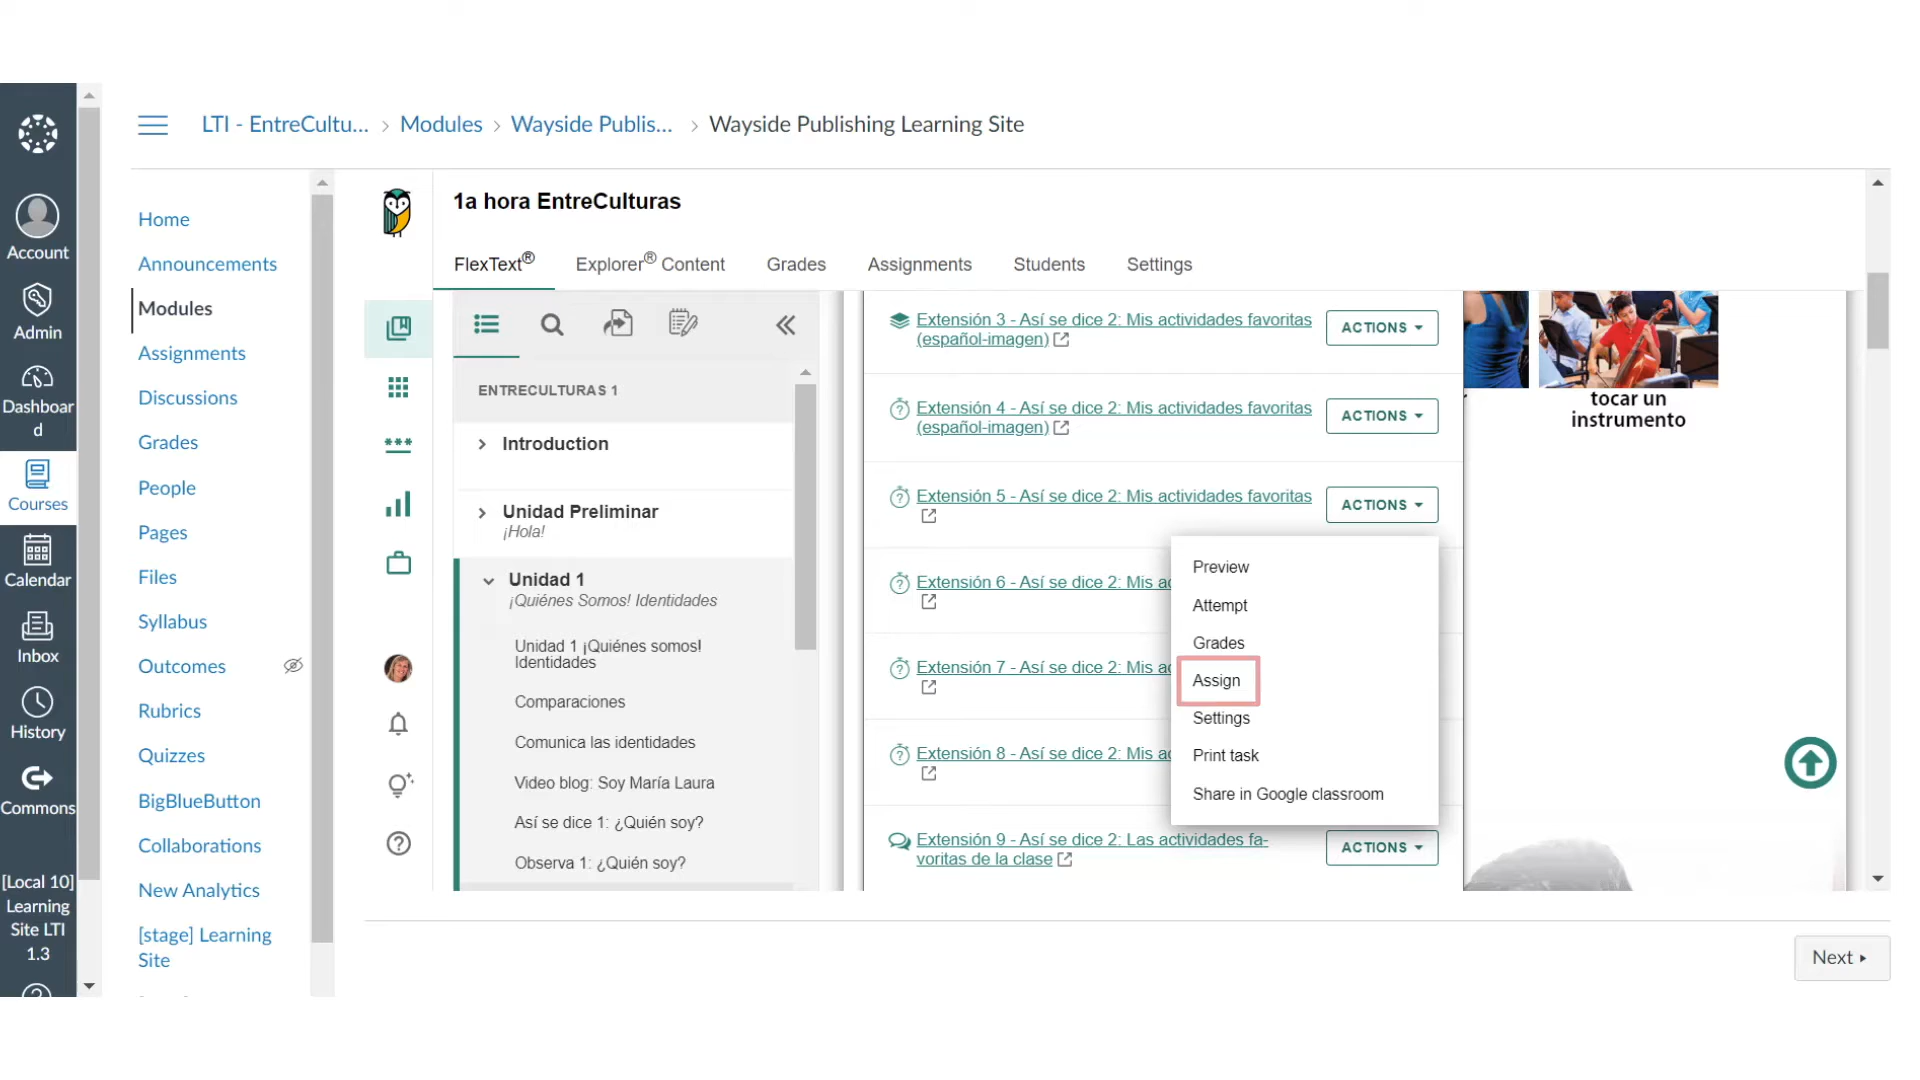 LTI - EntreCultu... > Modules > Wayside Publis... > Wayside Publishing Learning Site
Account
Admin
Dashboar
d
Courses
Calendar
Inbox
History
Commons
[Local 10]
Learning
Site LTI
1.3
Home
Announcements
Modules
Assignments
Discussions
Grades
People
Pages
Files
Syllabus
Outcomes
Rubrics
Quizzes
BigBlueButton
Collaborations
New Analytics
[stage] Learning
Site
1a hora EntreCulturas
FlexText® Explorer® Content Grades Assignments Students Settings
ENTRECULTURAS 1
Introduction
Unidad Preliminar
¡Hola!
Unidad 1
¡Quiénes Somos! Identidades
Unidad 1 ¡Quiénes somos!
Identidades
Comparaciones
Comunica las identidades
Video blog: Soy María Laura
Así se dice 1: ¿Quién soy?
Observa 1: ¿Quién soy?
Extensión 3 - Así se dice 2: Mis actividades favoritas
(español-imagen)
ACTIONS
Extensión 4 - Así se dice 2: Mis actividades favoritas
(español-imagen)
ACTIONS
Extensión 5 - Así se dice 2: Mis actividades favoritas
ACTIONS
Extensión 6 - Así se dice 2: Mis ac
Extensión 7 - Así se dice 2: Mis ac
Extensión 8 - Así se dice 2: Mis ac
Extensión 9 - Así se dice 2: Las actividades fa-
voritas de la clase
ACTIONS
Preview
Attempt
Grades
Assign
Settings
Print task
Share in Google classroom
tocar un
instrumento
Next